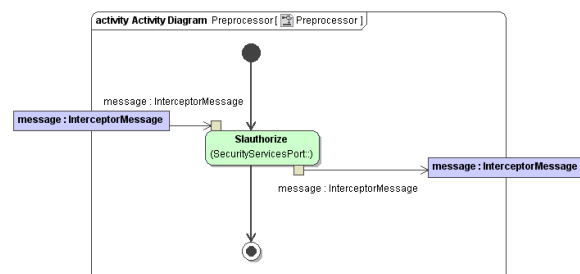 activity Activity Diagram Preprocessor [ Preprocessor ]
message : InterceptorMessage
message : InterceptorMessage
SIauthorize
(SecurityServicesPort::)
message : InterceptorMessage
message : InterceptorMessage